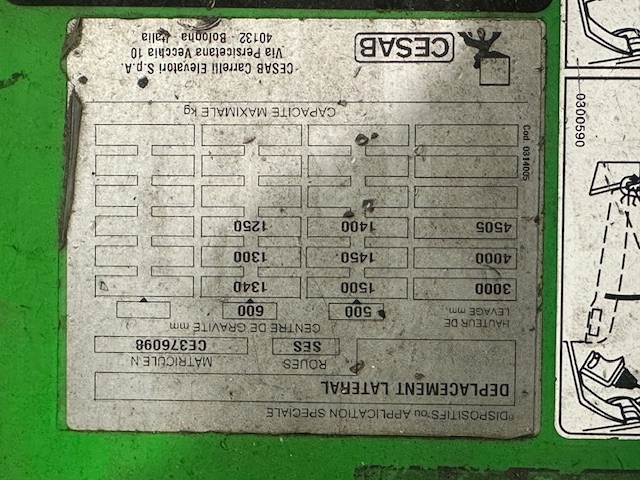 "DISPOSITIFS ou APPLICATION SPECIALE
DEPLACEMENT LATERAL
ROUES MATRICULE N
SES CE376098
HAUTEUR DE
LEVAGE mm. CENTRE DE GRAVITÉ mm
500 600
3000 1500 1340
4000 1450 1300
4505 1400 1250
Cod. 0314005
CAPACITE MAXIMALE kg
CESAB
CESAB Carrelli Elevatori S.p.A.
Via Persicetana Vecchia 10
40132 - Bologna - Italia
0300590